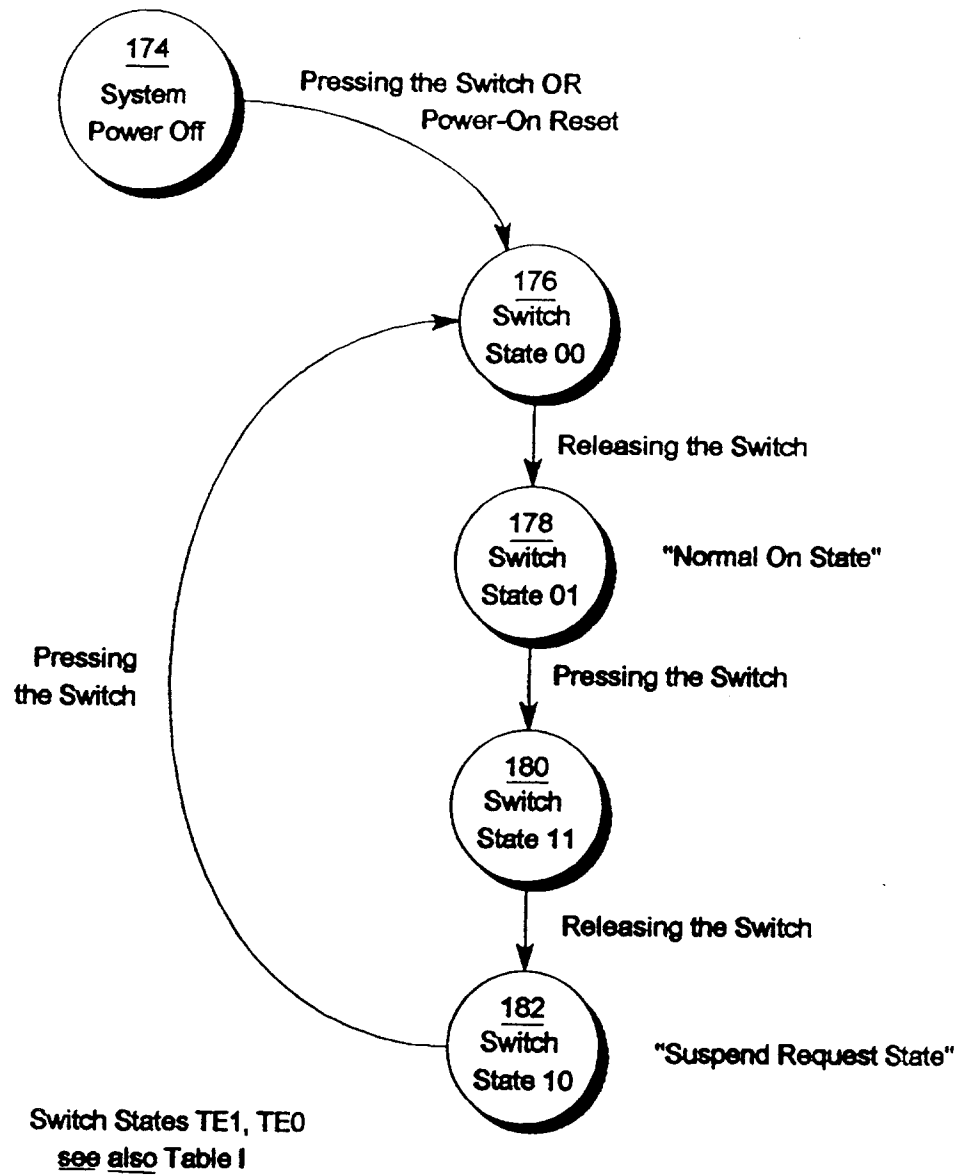 174
System
Power Off
Pressing the Switch OR
Power-On Reset
176
Switch
State 00
Releasing the Switch
178
Switch
State 01
"Normal On State"
Pressing
the Switch
Pressing the Switch
180
Switch
State 11
Releasing the Switch
182
Switch
State 10
"Suspend Request State"
Switch States TE1, TE0
see also Table I